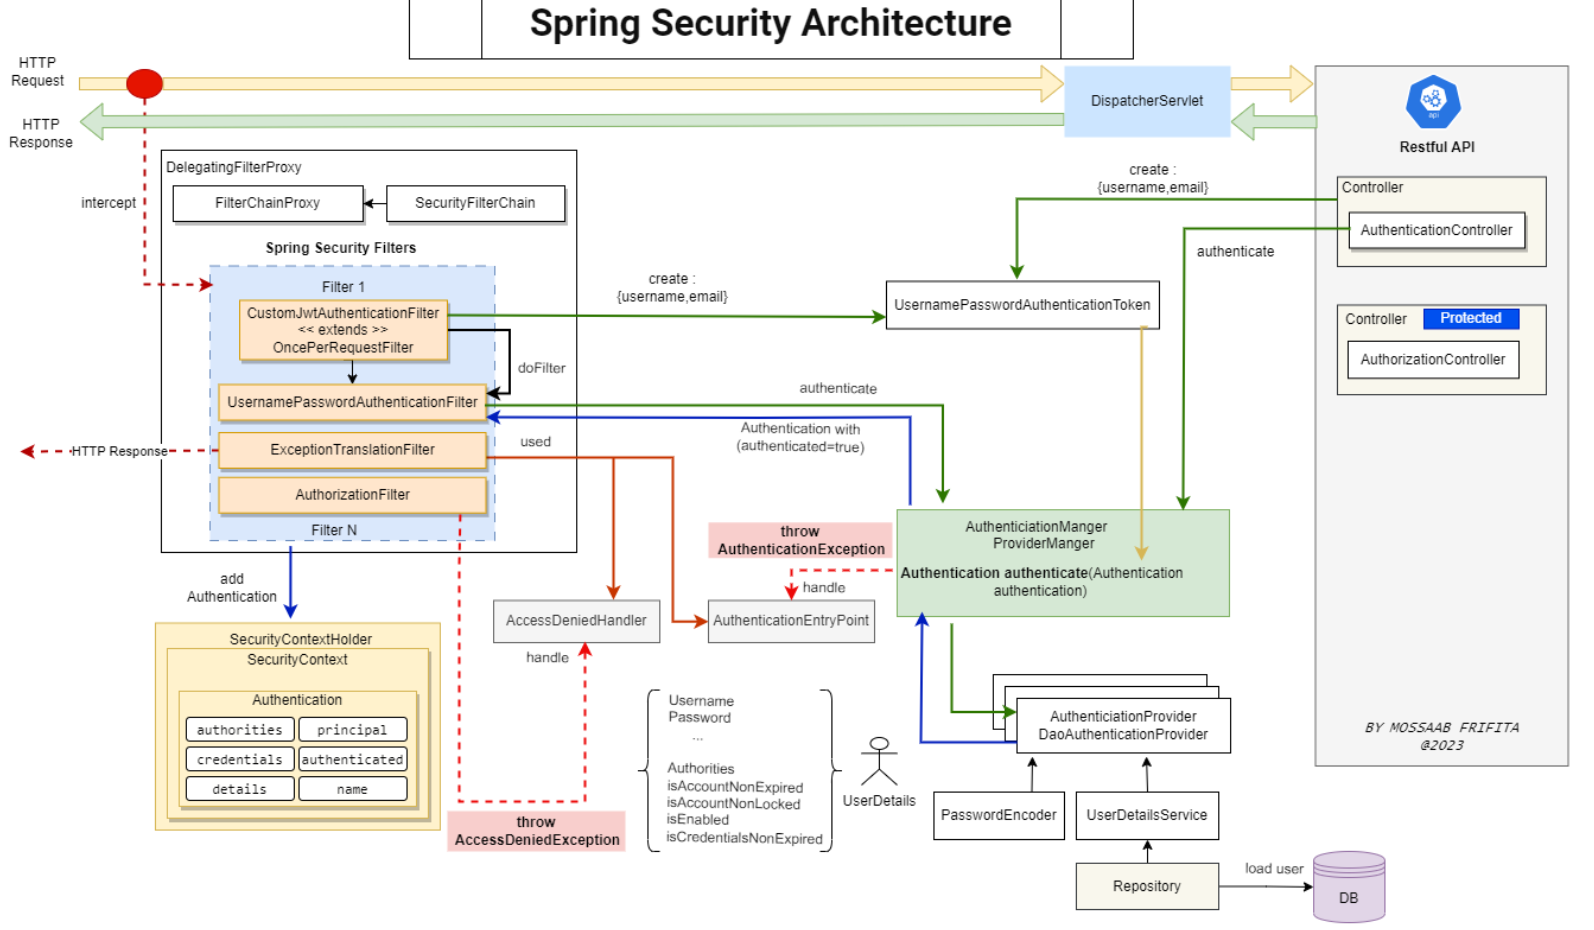 Spring Security Architecture
HTTP
Request
HTTP
Response
DispatcherServlet
api
Restful API
intercept
DelegatingFilterProxy
FilterChainProxy
SecurityFilterChain
Spring Security Filters
Filter 1
CustomJwtAuthenticationFilter
<< extends >>
OncePerRequestFilter
doFilter
UsernamePasswordAuthenticationFilter
ExceptionTranslationFilter
AuthorizationFilter
Filter N
HTTP Response
used
create :
{username,email}
create :
{username,email}
UsernamePasswordAuthenticationToken
authenticate
Controller
AuthenticationController
Controller
Protected
AuthorizationController
authenticate
Authentication with
(authenticated=true)
throw
AuthenticationException
handle
AuthenticiationManger
ProviderManger
Authentication authenticate(Authentication
authentication)
add
Authentication
AccessDeniedHandler
AuthenticationEntryPoint
handle
SecurityContextHolder
SecurityContext
Authentication
authorities
principal
credentials
authenticated
details
name
throw
AccessDeniedException
Username
Password
...
Authorities
isAccountNonExpired
isAccountNonLocked
isEnabled
isCredentialsNonExpired
UserDetails
AuthenticiationProvider
DaoAuthenticationProvider
PasswordEncoder
UserDetailsService
Repository
load user
DB
BY MOSSAAB FRIFITA
@2023